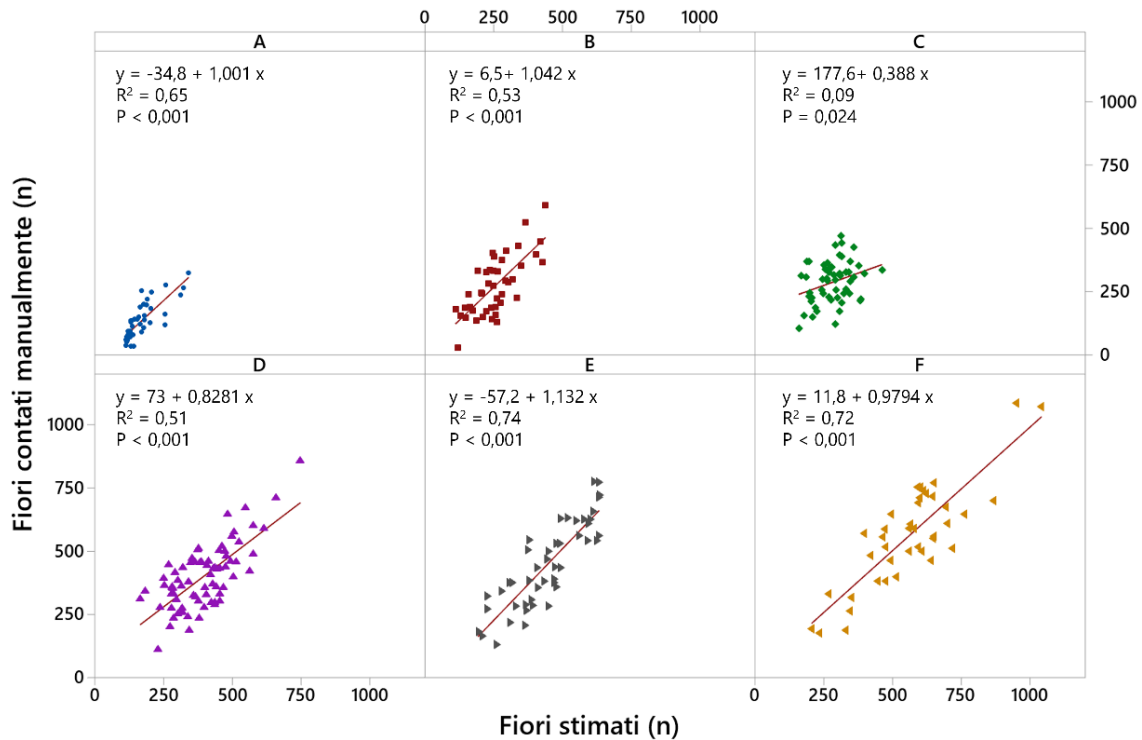 0 250 500 750 1000
A B C
y = -34,8 + 1,001 x
R² = 0,65
P < 0,001
y = 6,5+ 1,042 x
R² = 0,53
P < 0,001
y = 177,6+ 0,388 x
R² = 0,09
P = 0,024
1000
750
500
250
0
D E F
y = 73 + 0,8281 x
R² = 0,51
P < 0,001
y = -57,2 + 1,132 x
R² = 0,74
P < 0,001
y = 11,8 + 0,9794 x
R² = 0,72
P < 0,001
1000
750
500
250
0
Fiori contati manualmente (n)
0 250 500 750 1000
0 250 500 750 1000
Fiori stimati (n)